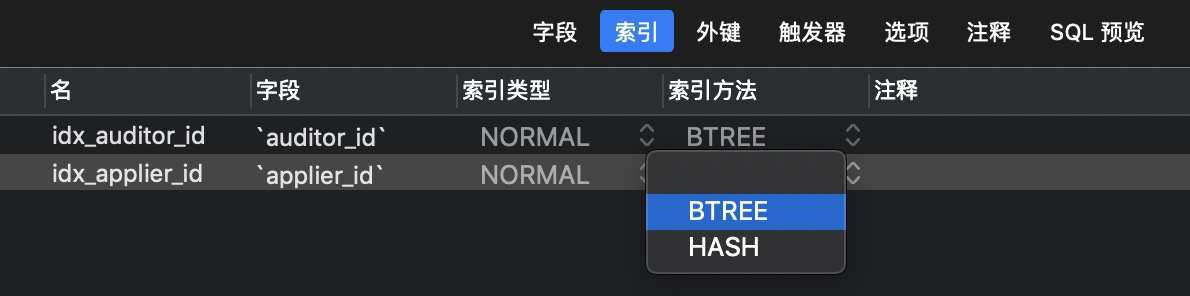 字段 索引 外键 触发器 选项 注释 SQL 预览
名 字段 索引类型 索引方法 注释
idx_auditor_id `auditor_id` NORMAL BTREE
idx_applier_id `applier_id` NORMAL
BTREE
HASH